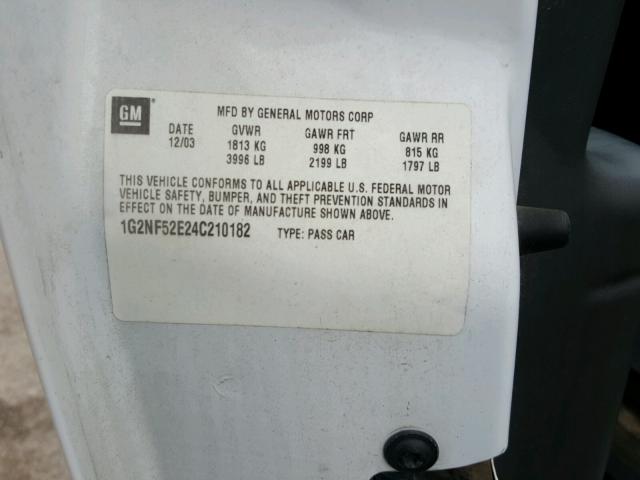 GM
MFD BY GENERAL MOTORS CORP
DATE GVWR GAWR FRT GAWR RR
12/03 1813 KG 998 KG 815 KG
3996 LB 2199 LB 1797 LB
THIS VEHICLE CONFORMS TO ALL APPLICABLE U.S. FEDERAL MOTOR
VEHICLE SAFETY, BUMPER, AND THEFT PREVENTION STANDARDS IN
EFFECT ON THE DATE OF MANUFACTURE SHOWN ABOVE.
1G2NF52E24C210182 TYPE: PASS CAR